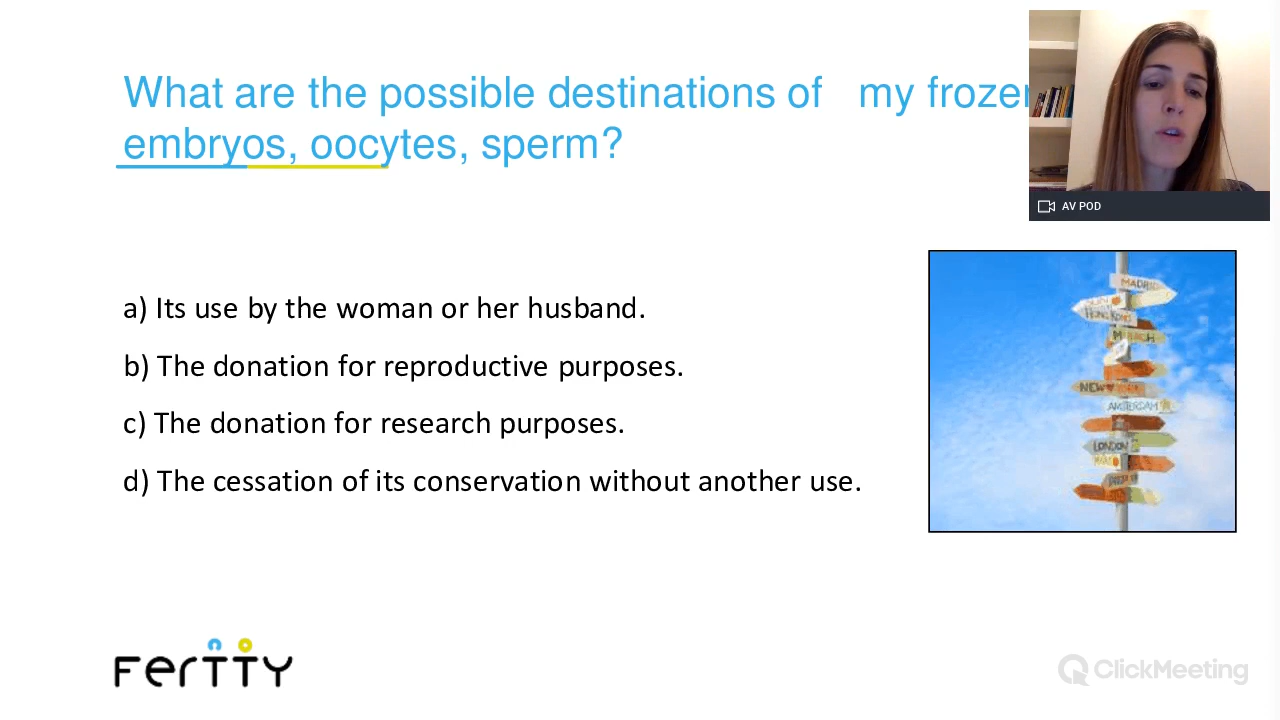 What are the possible destinations of my frozen
embryos, oocytes, sperm?
AV POD
a) Its use by the woman or her husband.
b) The donation for reproductive purposes.
c) The donation for research purposes.
d) The cessation of its conservation without another use.
MADRID
HONG KONG
NEW
AMSTERDAM
LONDON
Fertty
ClickMeeting